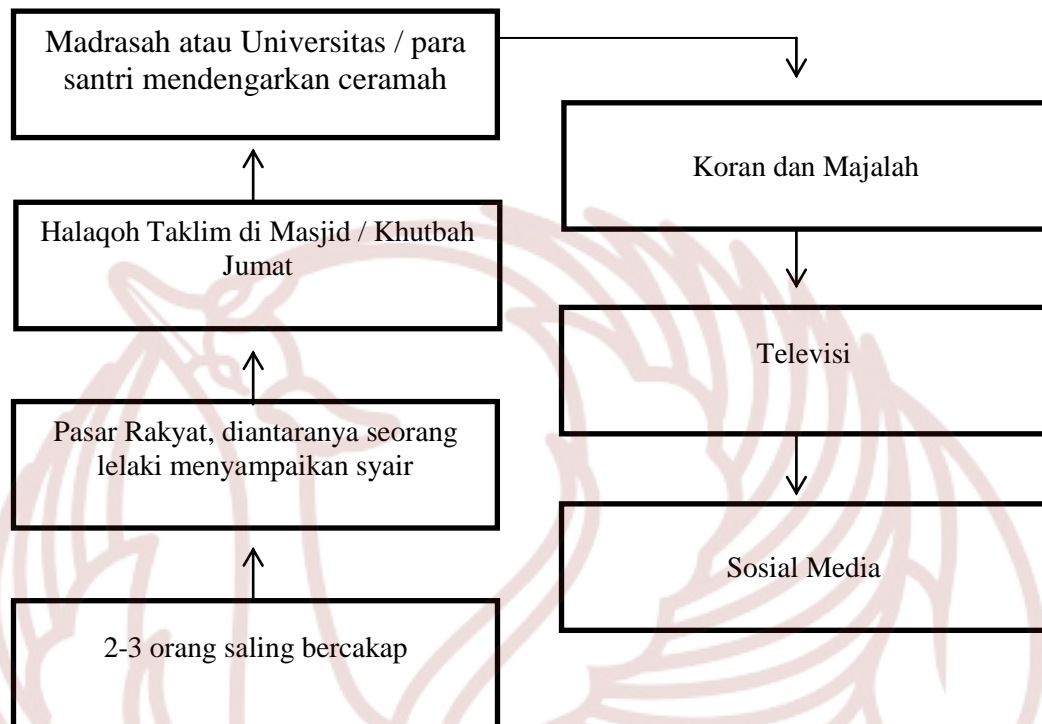 Madrasah atau Universitas / para
santri mendengarkan ceramah
Koran dan Majalah
Halaqoh Taklim di Masjid / Khutbah
Jumat
Televisi
Pasar Rakyat, diantaranya seorang
lelaki menyampaikan syair
Sosial Media
2-3 orang saling bercakap